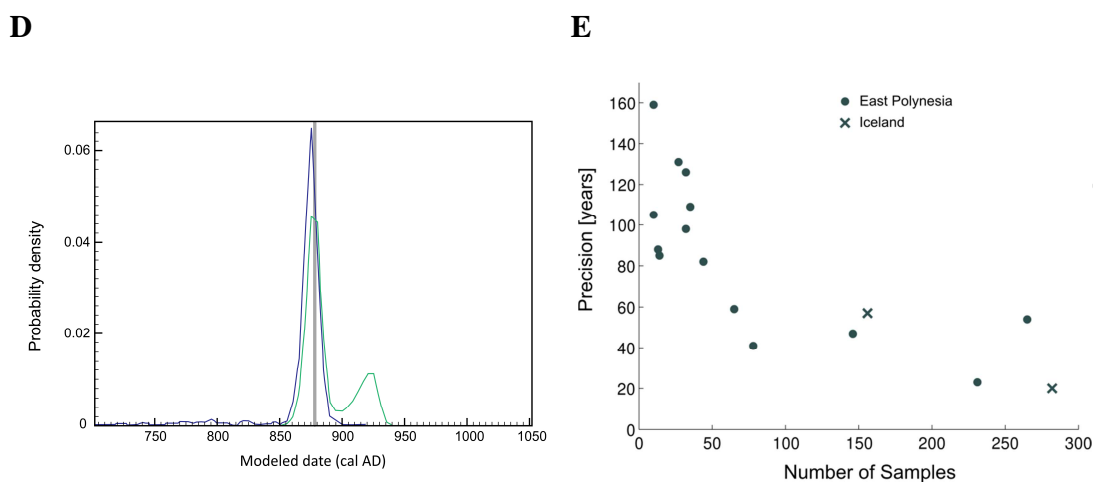 D
Probability density
0.06
0.04
0.02
0
750 800 850 900 950 1000 1050
Modeled date (cal AD)
E
East Polynesia
Iceland
Precision [years]
160
140
120
100
80
60
40
20
0
0 50 100 150 200 250 300
Number of Samples